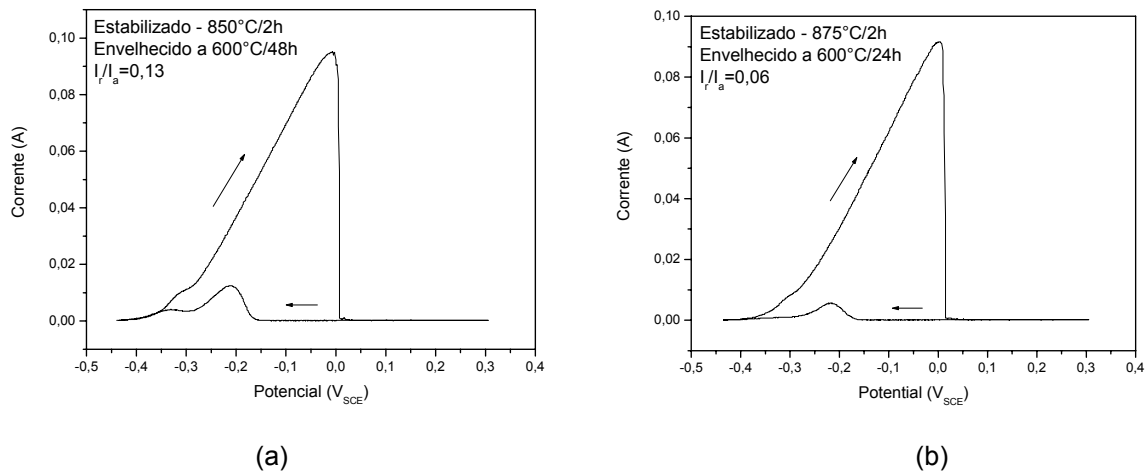 Estabilizado - 850°C/2h
Envelhecido a 600°C/48h
I_r/I_a=0,13
0,10
0,08
0,06
0,04
0,02
0,00
Corrente (A)
-0,5 -0,4 -0,3 -0,2 -0,1 0,0 0,1 0,2 0,3 0,4
Potencial (V_SCE)
(a)
Estabilizado - 875°C/2h
Envelhecido a 600°C/24h
I_r/I_a=0,06
0,10
0,08
0,06
0,04
0,02
0,00
Corrente (A)
-0,5 -0,4 -0,3 -0,2 -0,1 0,0 0,1 0,2 0,3 0,4
Potential (V_SCE)
(b)